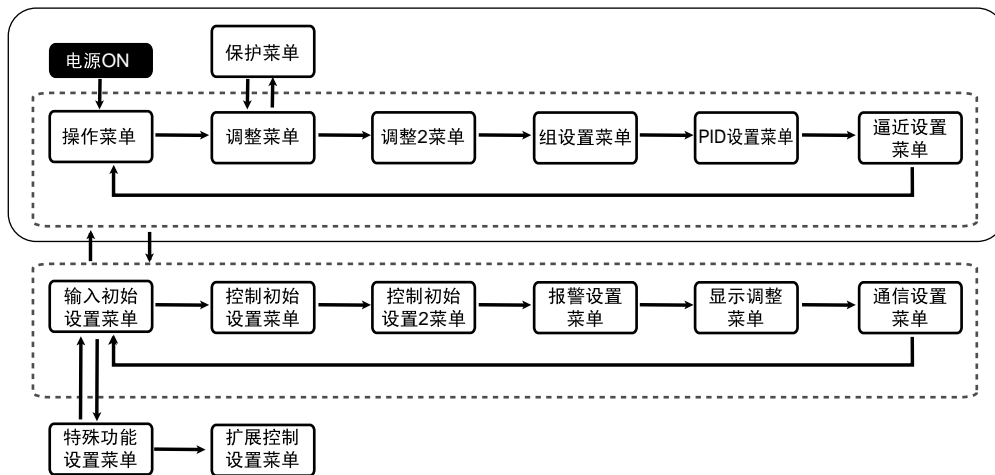 电源ON
保护菜单
操作菜单
调整菜单
调整2菜单
组设置菜单
PID设置菜单
逼近设置
菜单
输入初始
设置菜单
控制初始
设置菜单
控制初始
设置2菜单
报警设置
菜单
显示调整
菜单
通信设置
菜单
特殊功能
设置菜单
扩展控制
设置菜单